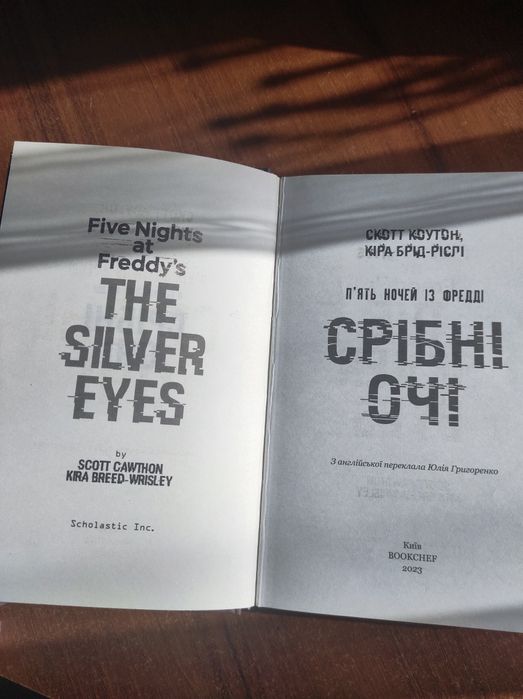 Five Nights
at
Freddy's
THE
SILVER
EYES
by
SCOTT CAWTHON
KIRA BREED-WRISLEY
Scholastic Inc.
СКОТТ КОУТОН,
КІРА БРІД-РІСЛІ
П'ЯТЬ НОЧЕЙ ІЗ ФРЕДДІ
СРІБНІ
ОЧІ
З англійської переклала Юлія Григоренко
Київ
BOOKCHEF
2023